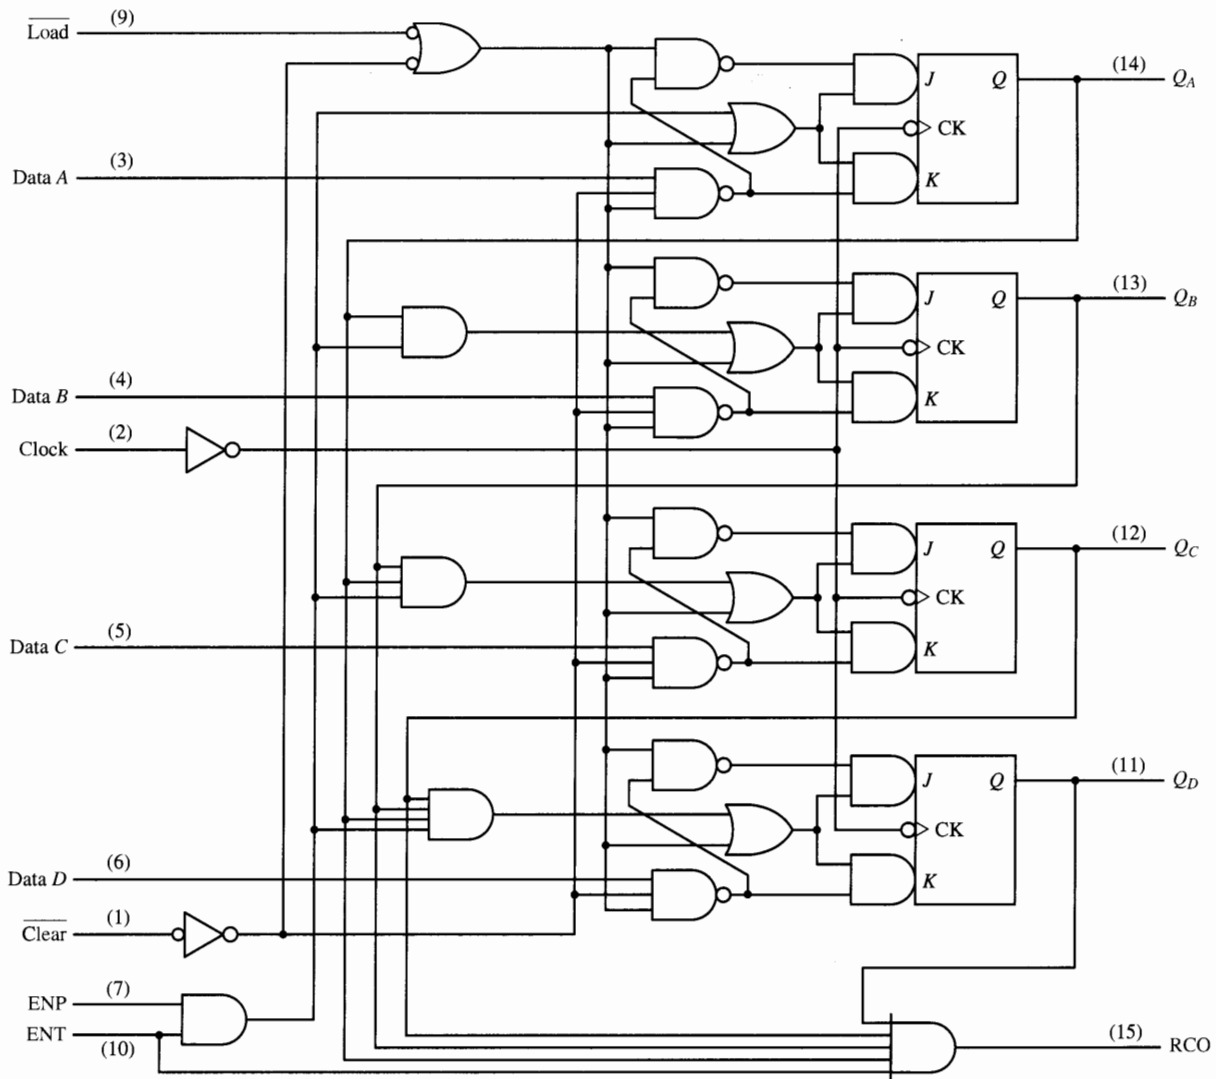 Load (9)
(14) Q_A
J Q
CK
Data A (3)
K
(13) Q_B
J Q
CK
Data B (4)
K
Clock (2)
(12) Q_C
J Q
CK
Data C (5)
K
(11) Q_D
J Q
CK
Data D (6)
K
Clear (1)
ENP (7)
ENT
(10)
(15) RCO